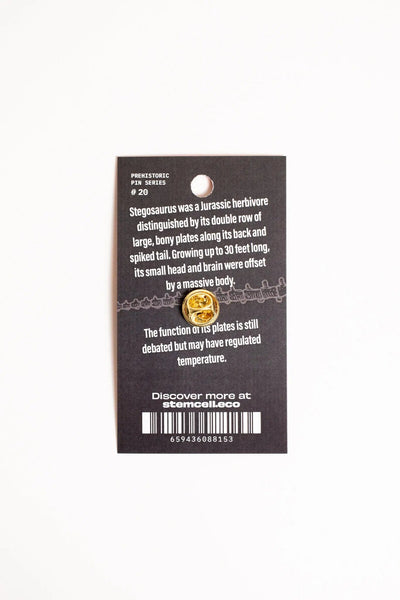 PREHISTORIC
PIN SERIES
# 20
Stegosaurus was a Jurassic herbivore
distinguished by its double row of
large, bony plates along its back and
spiked tail. Growing up to 30 feet long,
its small head and brain were offset
by a massive body.
The function of its plates is still
debated but may have regulated
temperature.
Discover more at
stemcell.eco
659436088153